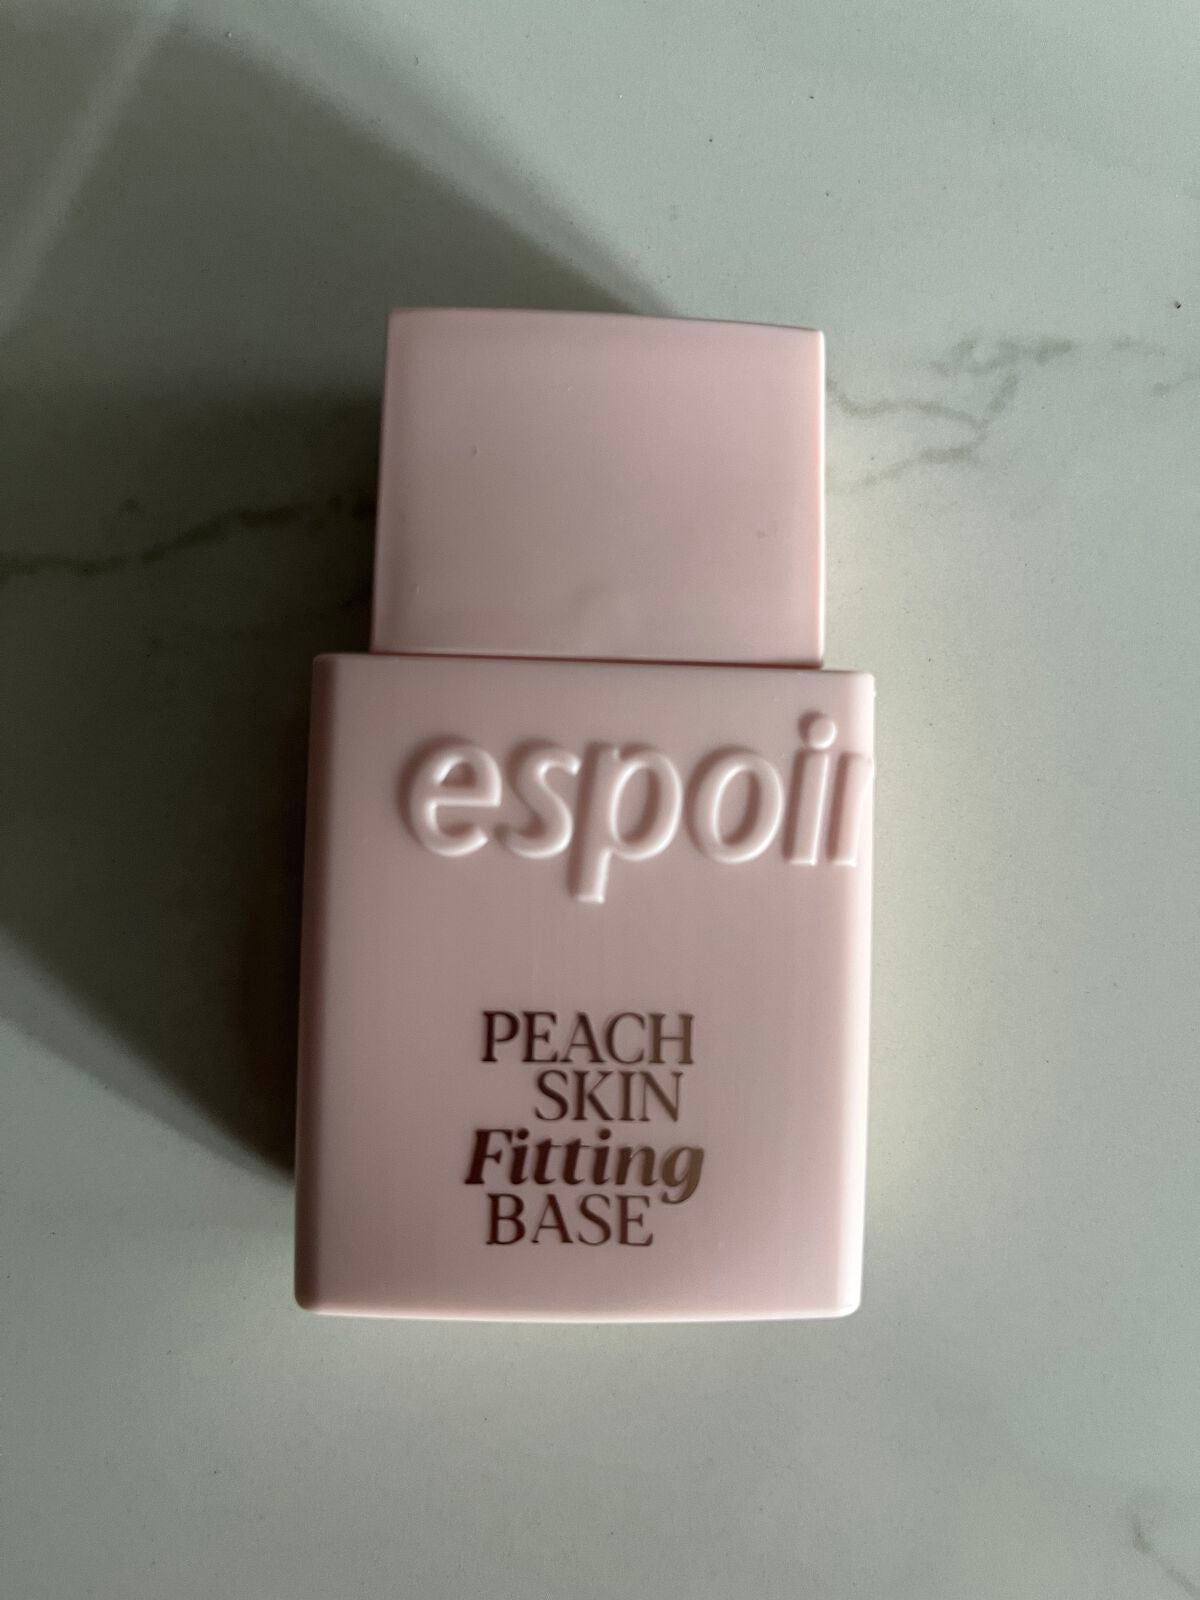 espoir
PEACH
SKIN
Fitting
BASE